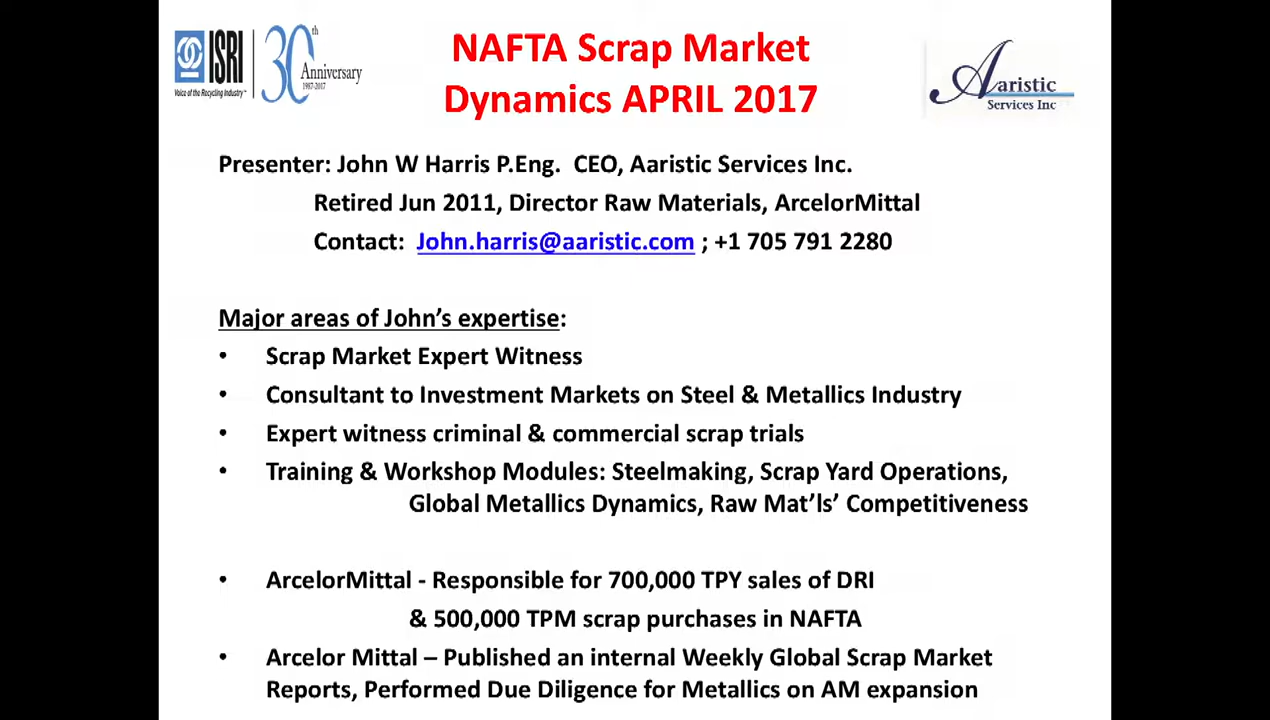 ISRI
Voice of the Recycling Industry™
30th
Anniversary
1987-2017
NAFTA Scrap Market
Dynamics APRIL 2017
Aaristic
Services Inc
Presenter: John W Harris P.Eng. CEO, Aaristic Services Inc.
Retired Jun 2011, Director Raw Materials, ArcelorMittal
Contact: John.harris@aaristic.com ; +1 705 791 2280
Major areas of John’s expertise:
• Scrap Market Expert Witness
• Consultant to Investment Markets on Steel & Metallics Industry
• Expert witness criminal & commercial scrap trials
• Training & Workshop Modules: Steelmaking, Scrap Yard Operations,
Global Metallics Dynamics, Raw Mat’ls’ Competitiveness
• ArcelorMittal - Responsible for 700,000 TPY sales of DRI
& 500,000 TPM scrap purchases in NAFTA
• Arcelor Mittal – Published an internal Weekly Global Scrap Market
Reports, Performed Due Diligence for Metallics on AM expansion